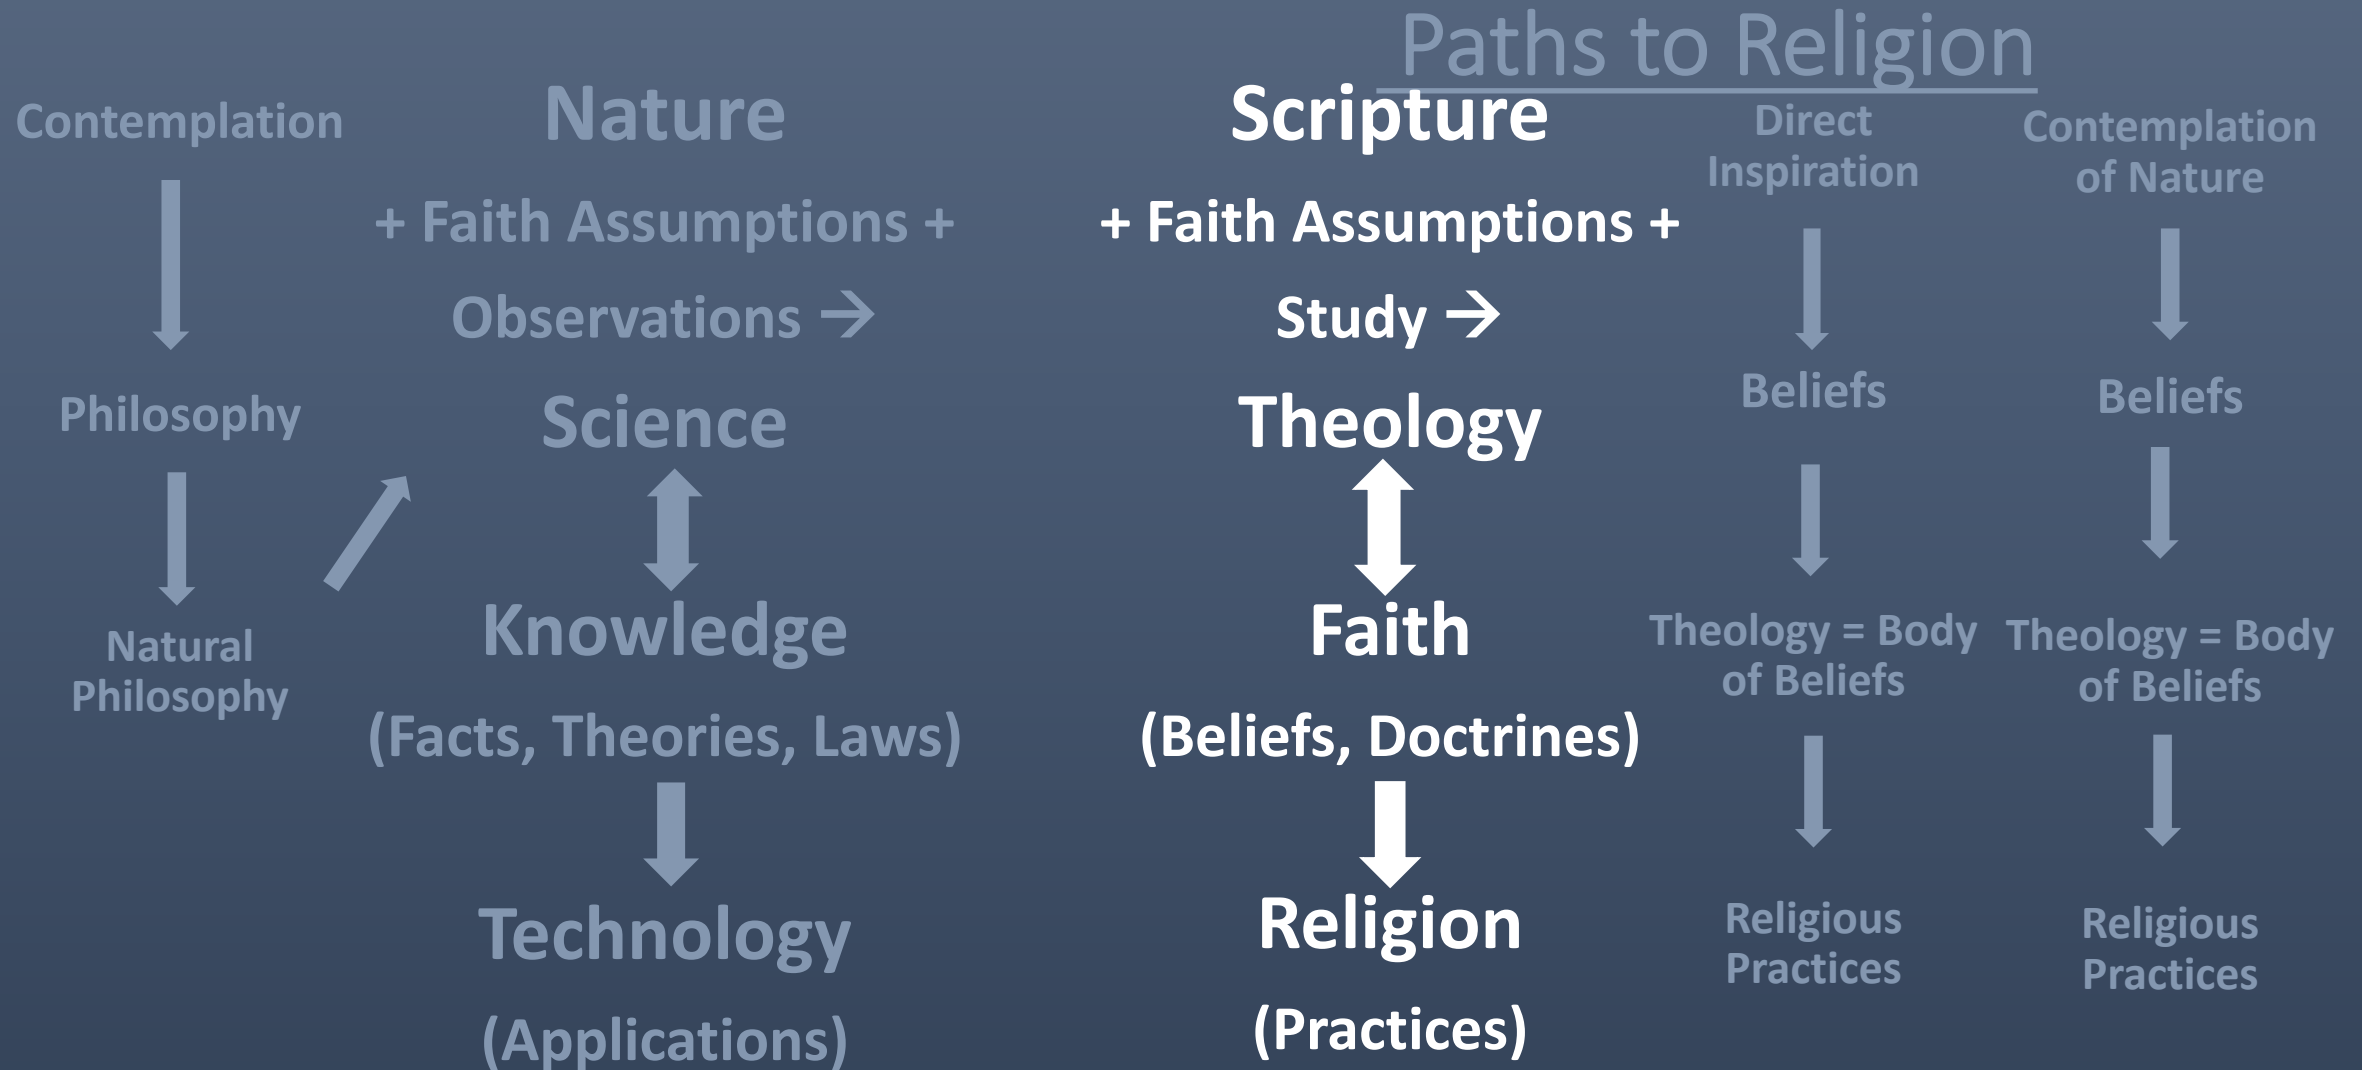 Paths to Religion
Contemplation
Philosophy
Natural
Philosophy
Nature
+ Faith Assumptions +
Observations →
Science
Knowledge
(Facts, Theories, Laws)
Technology
(Applications)
Scripture
+ Faith Assumptions +
Study →
Theology
Faith
(Beliefs, Doctrines)
Religion
(Practices)
Direct
Inspiration
Beliefs
Theology = Body
of Beliefs
Religious
Practices
Contemplation
of Nature
Beliefs
Theology = Body
of Beliefs
Religious
Practices